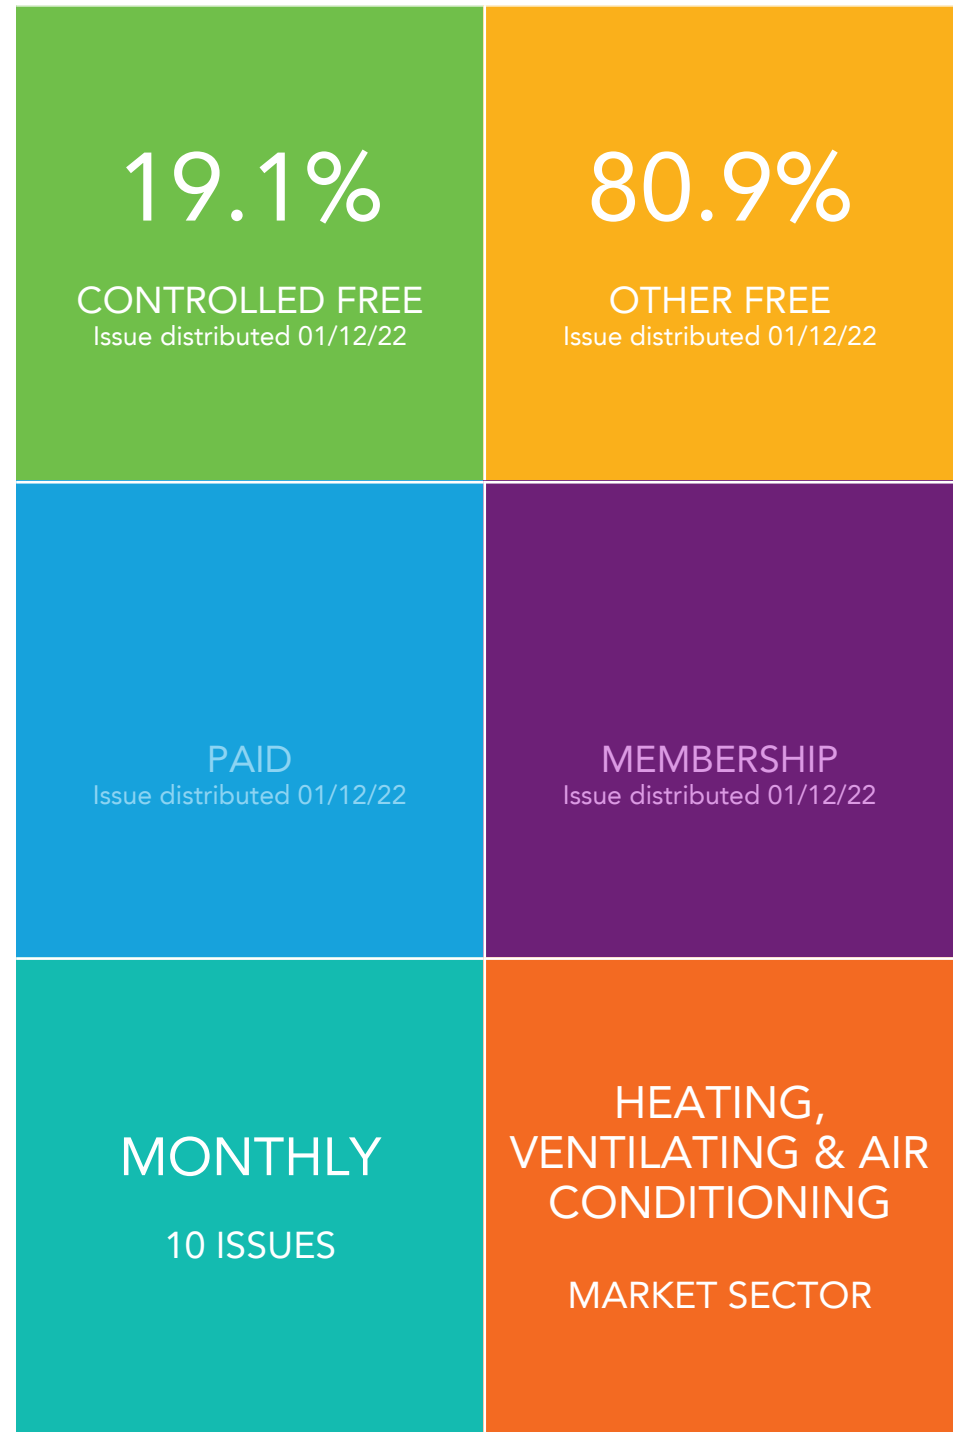 19.1%
CONTROLLED FREE
Issue distributed 01/12/22
80.9%
OTHER FREE
Issue distributed 01/12/22
PAID
Issue distributed 01/12/22
MEMBERSHIP
Issue distributed 01/12/22
MONTHLY
10 ISSUES
HEATING,
VENTILATING & AIR
CONDITIONING
MARKET SECTOR